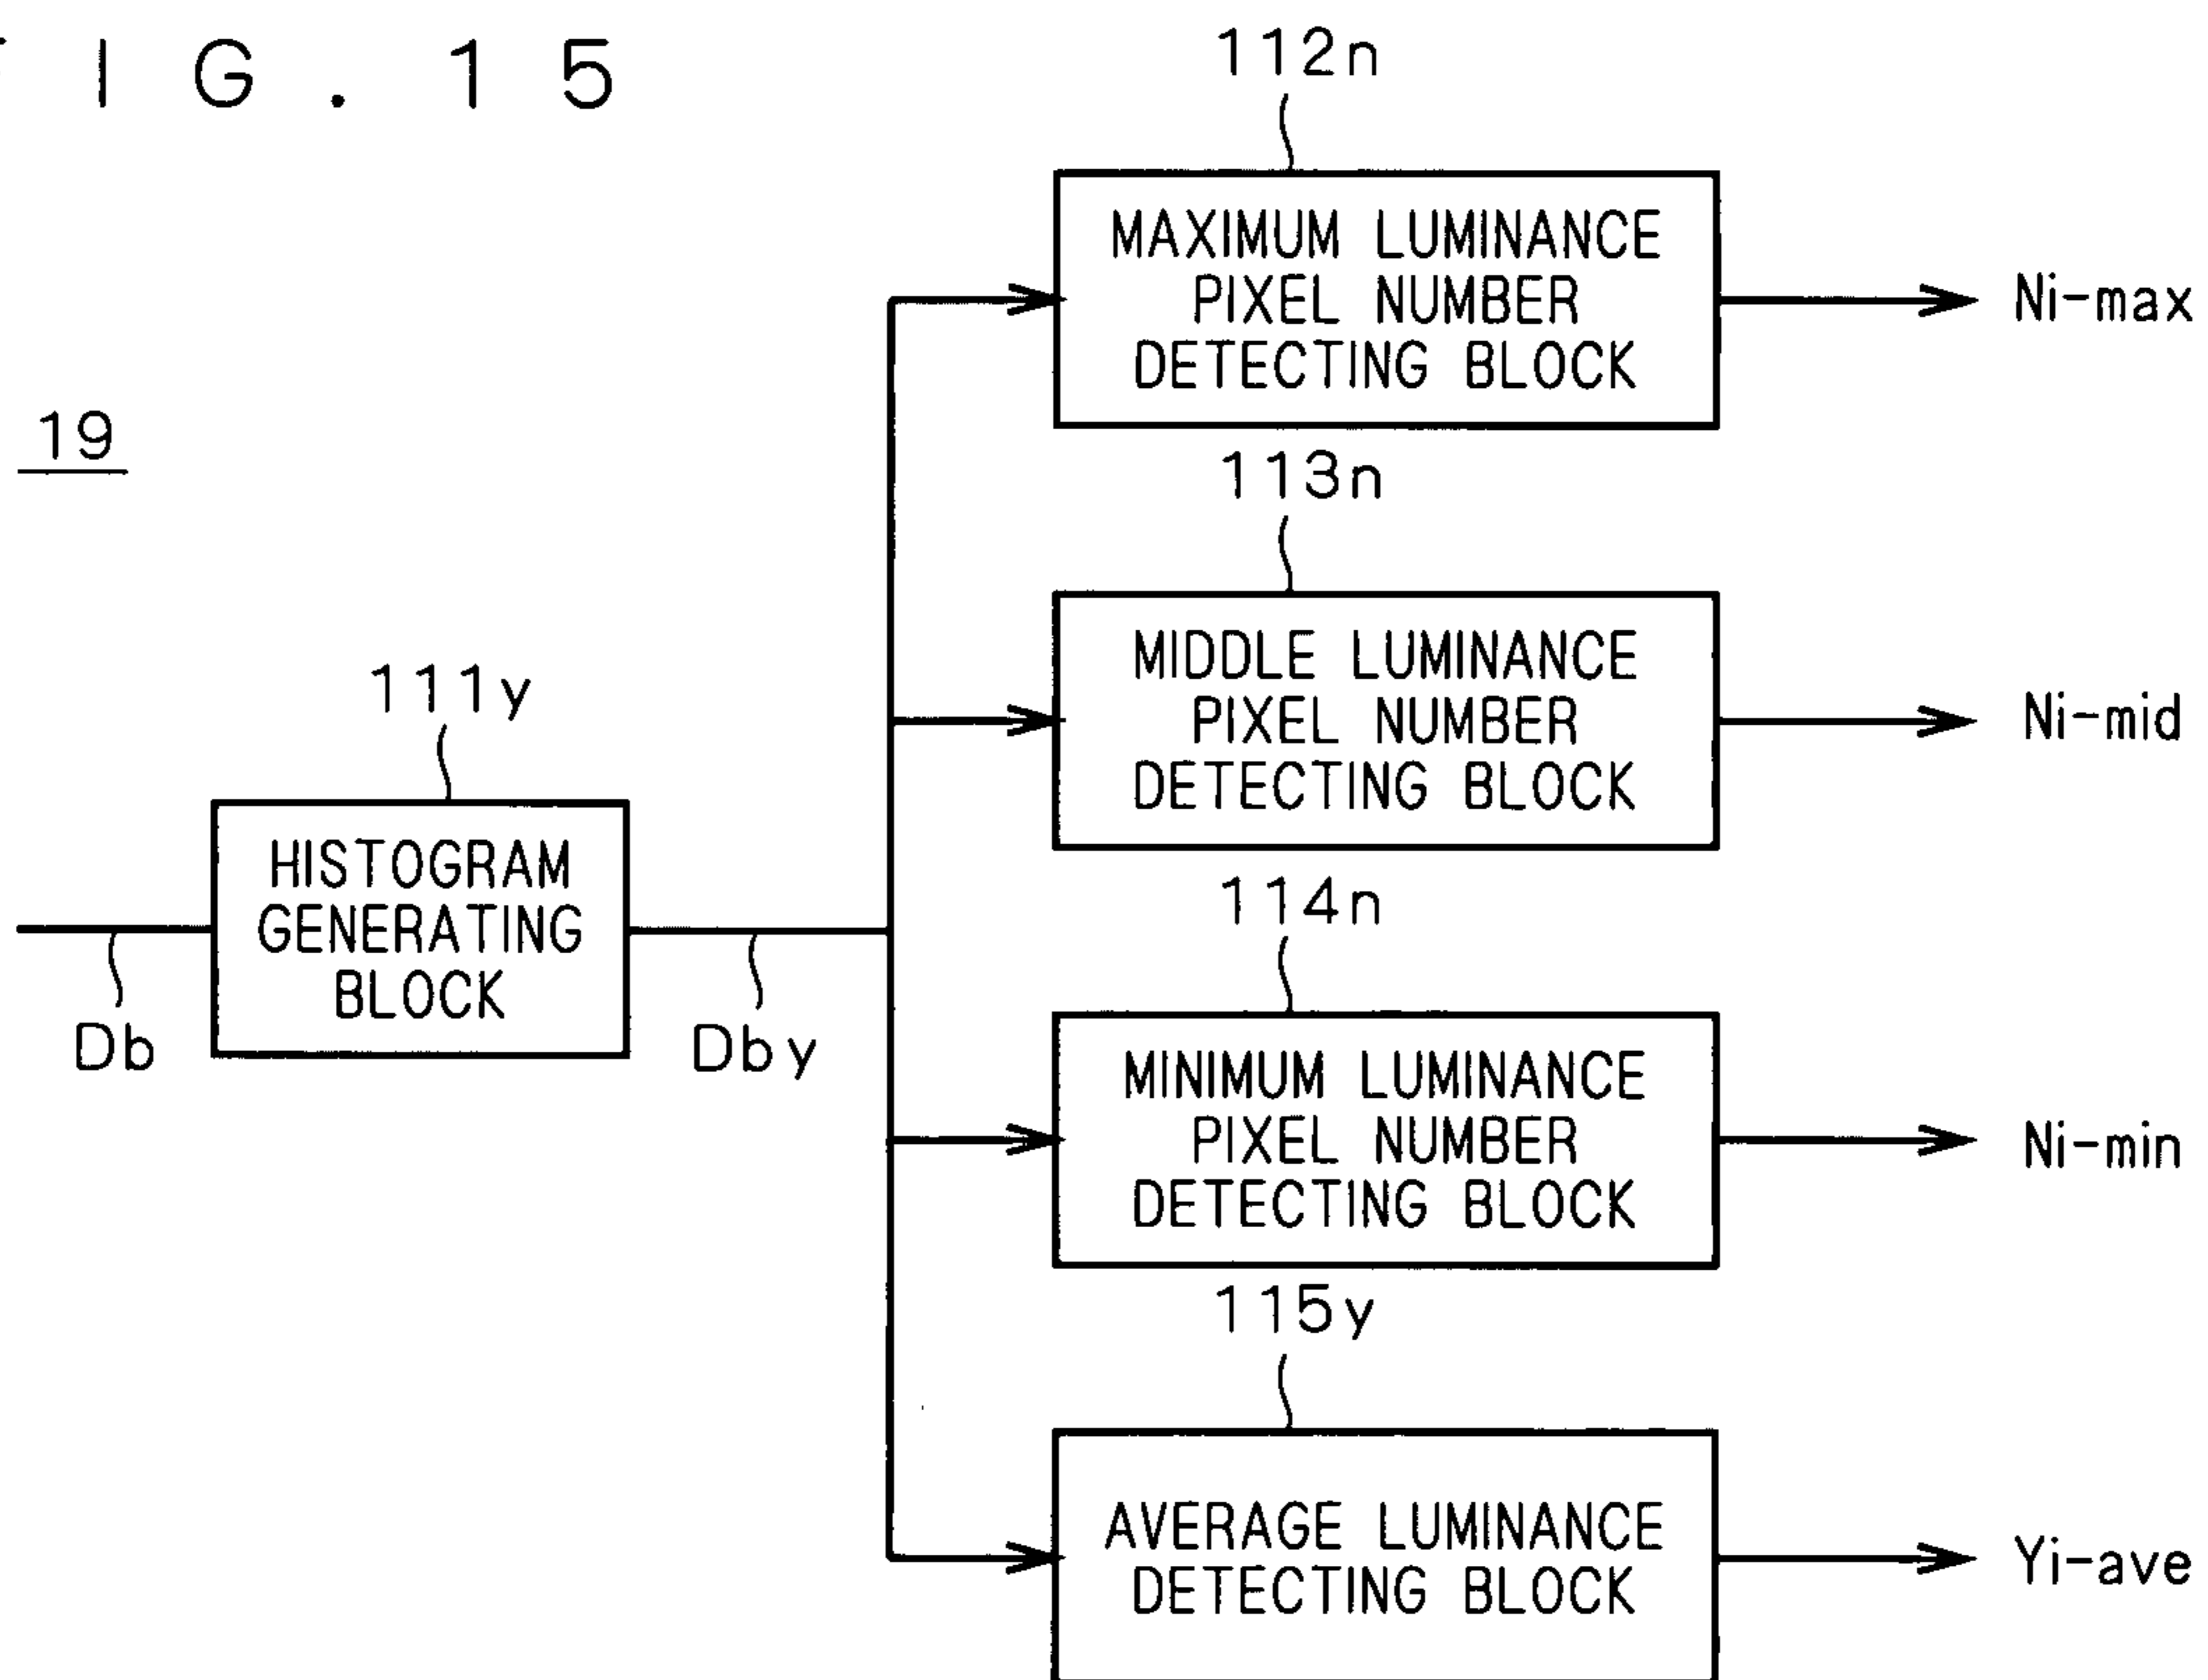 F I G . 1 5
19
112n
MAXIMUM LUMINANCE
PIXEL NUMBER
DETECTING BLOCK
Ni-max
113n
MIDDLE LUMINANCE
PIXEL NUMBER
DETECTING BLOCK
Ni-mid
111y
HISTOGRAM
GENERATING
BLOCK
Db
Dby
114n
MINIMUM LUMINANCE
PIXEL NUMBER
DETECTING BLOCK
Ni-min
115y
AVERAGE LUMINANCE
DETECTING BLOCK
Yi-ave